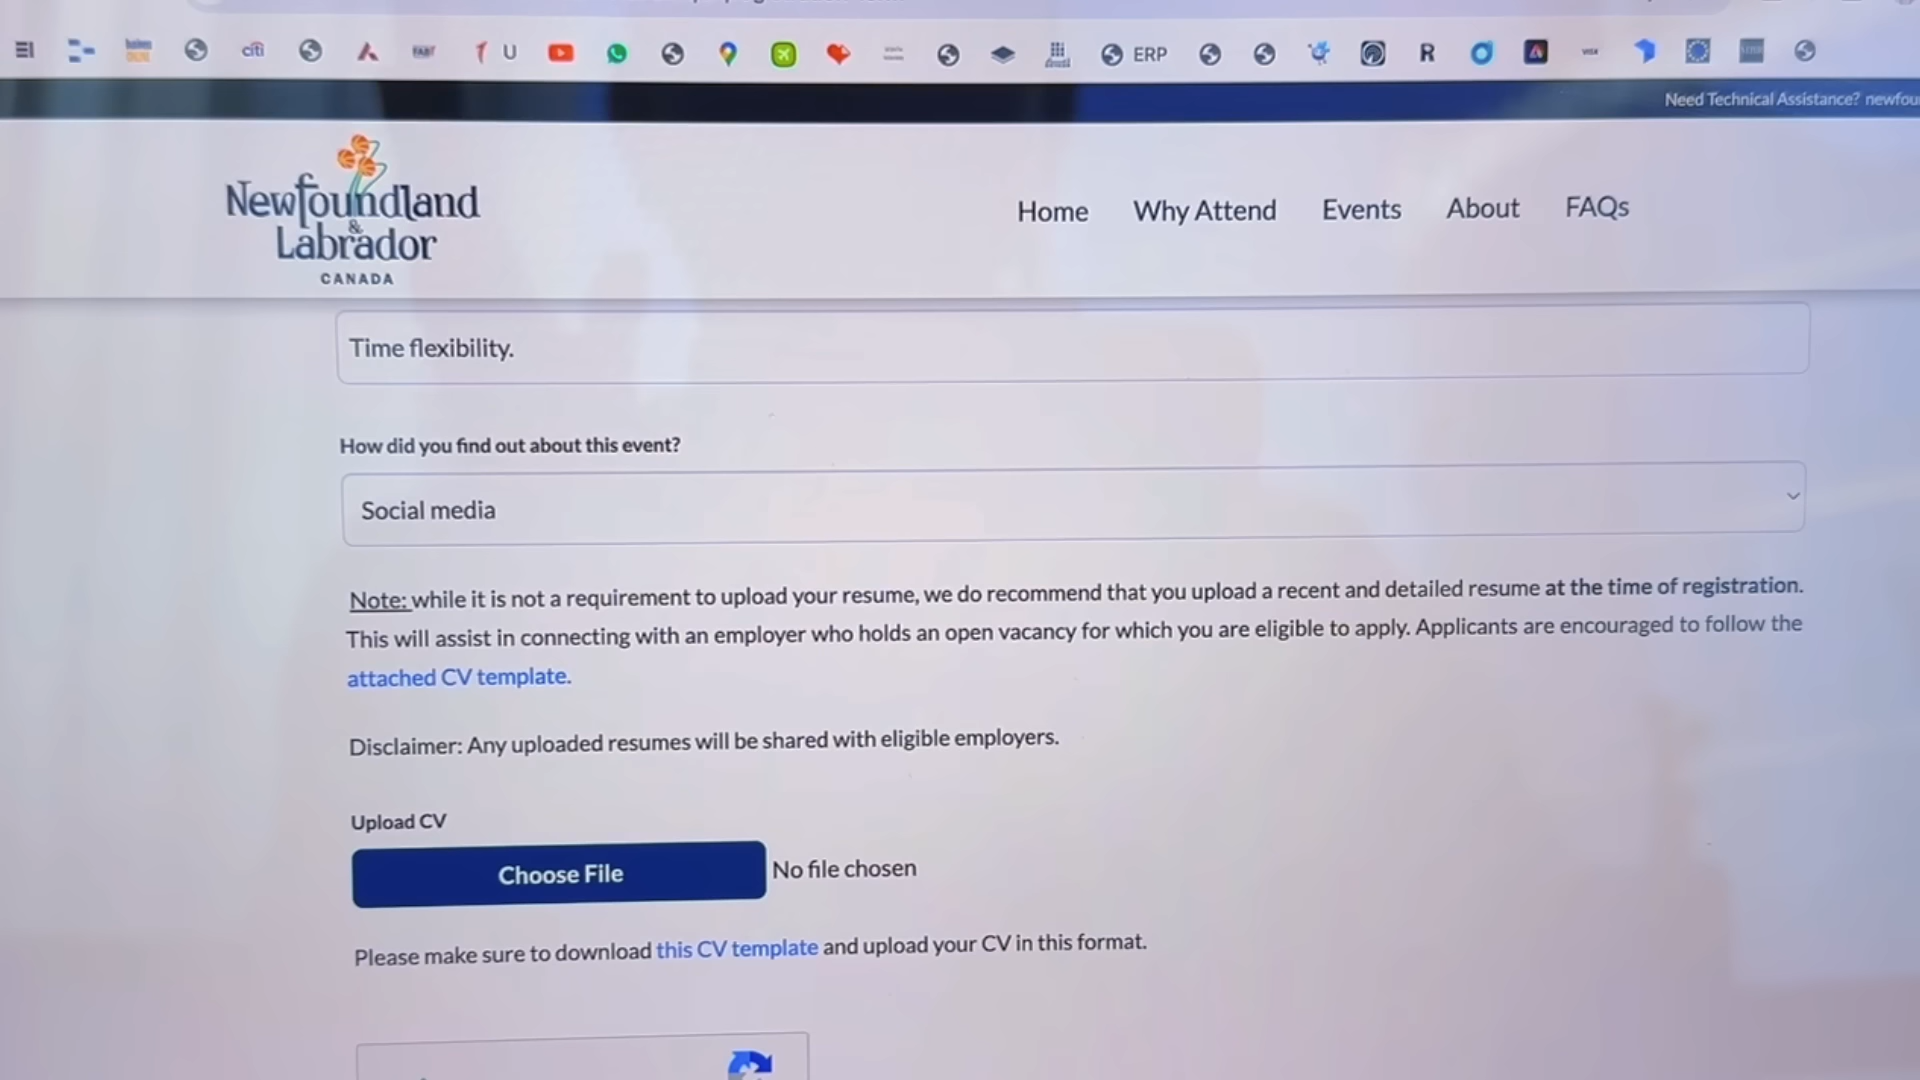 citi
U
ERP
R
VISA
Need Technical Assistance? newfou
Newfoundland
&
Labrador
CANADA
Home Why Attend Events About FAQs
Time flexibility.
How did you find out about this event?
Social media
Note: while it is not a requirement to upload your resume, we do recommend that you upload a recent and detailed resume at the time of registration.
This will assist in connecting with an employer who holds an open vacancy for which you are eligible to apply. Applicants are encouraged to follow the
attached CV template.
Disclaimer: Any uploaded resumes will be shared with eligible employers.
Upload CV
Choose File No file chosen
Please make sure to download this CV template and upload your CV in this format.